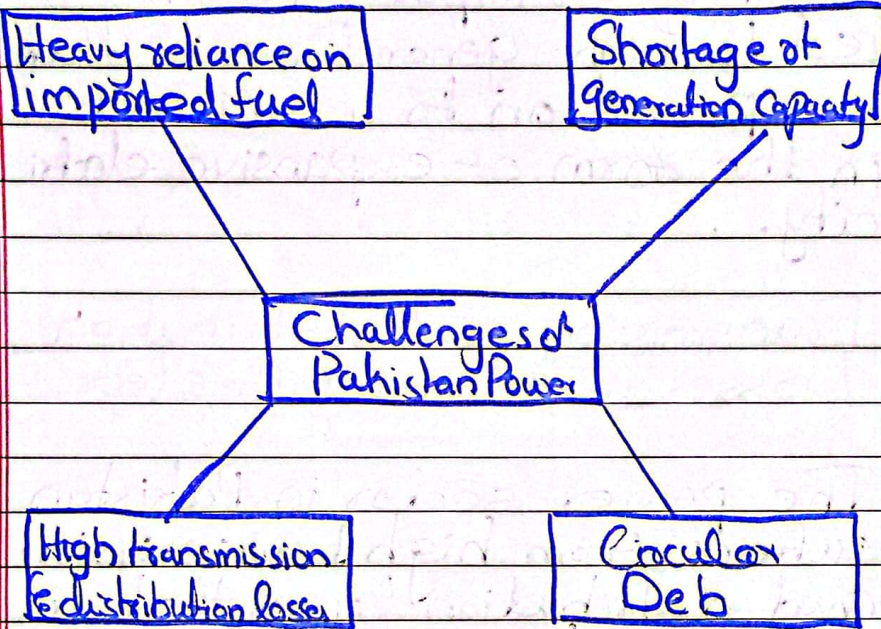 Heavy reliance on
imported fuel
Shortage of
generation capacity
Challenges of
Pakistan Power
High transmission
& distribution losses
Circular
Deb